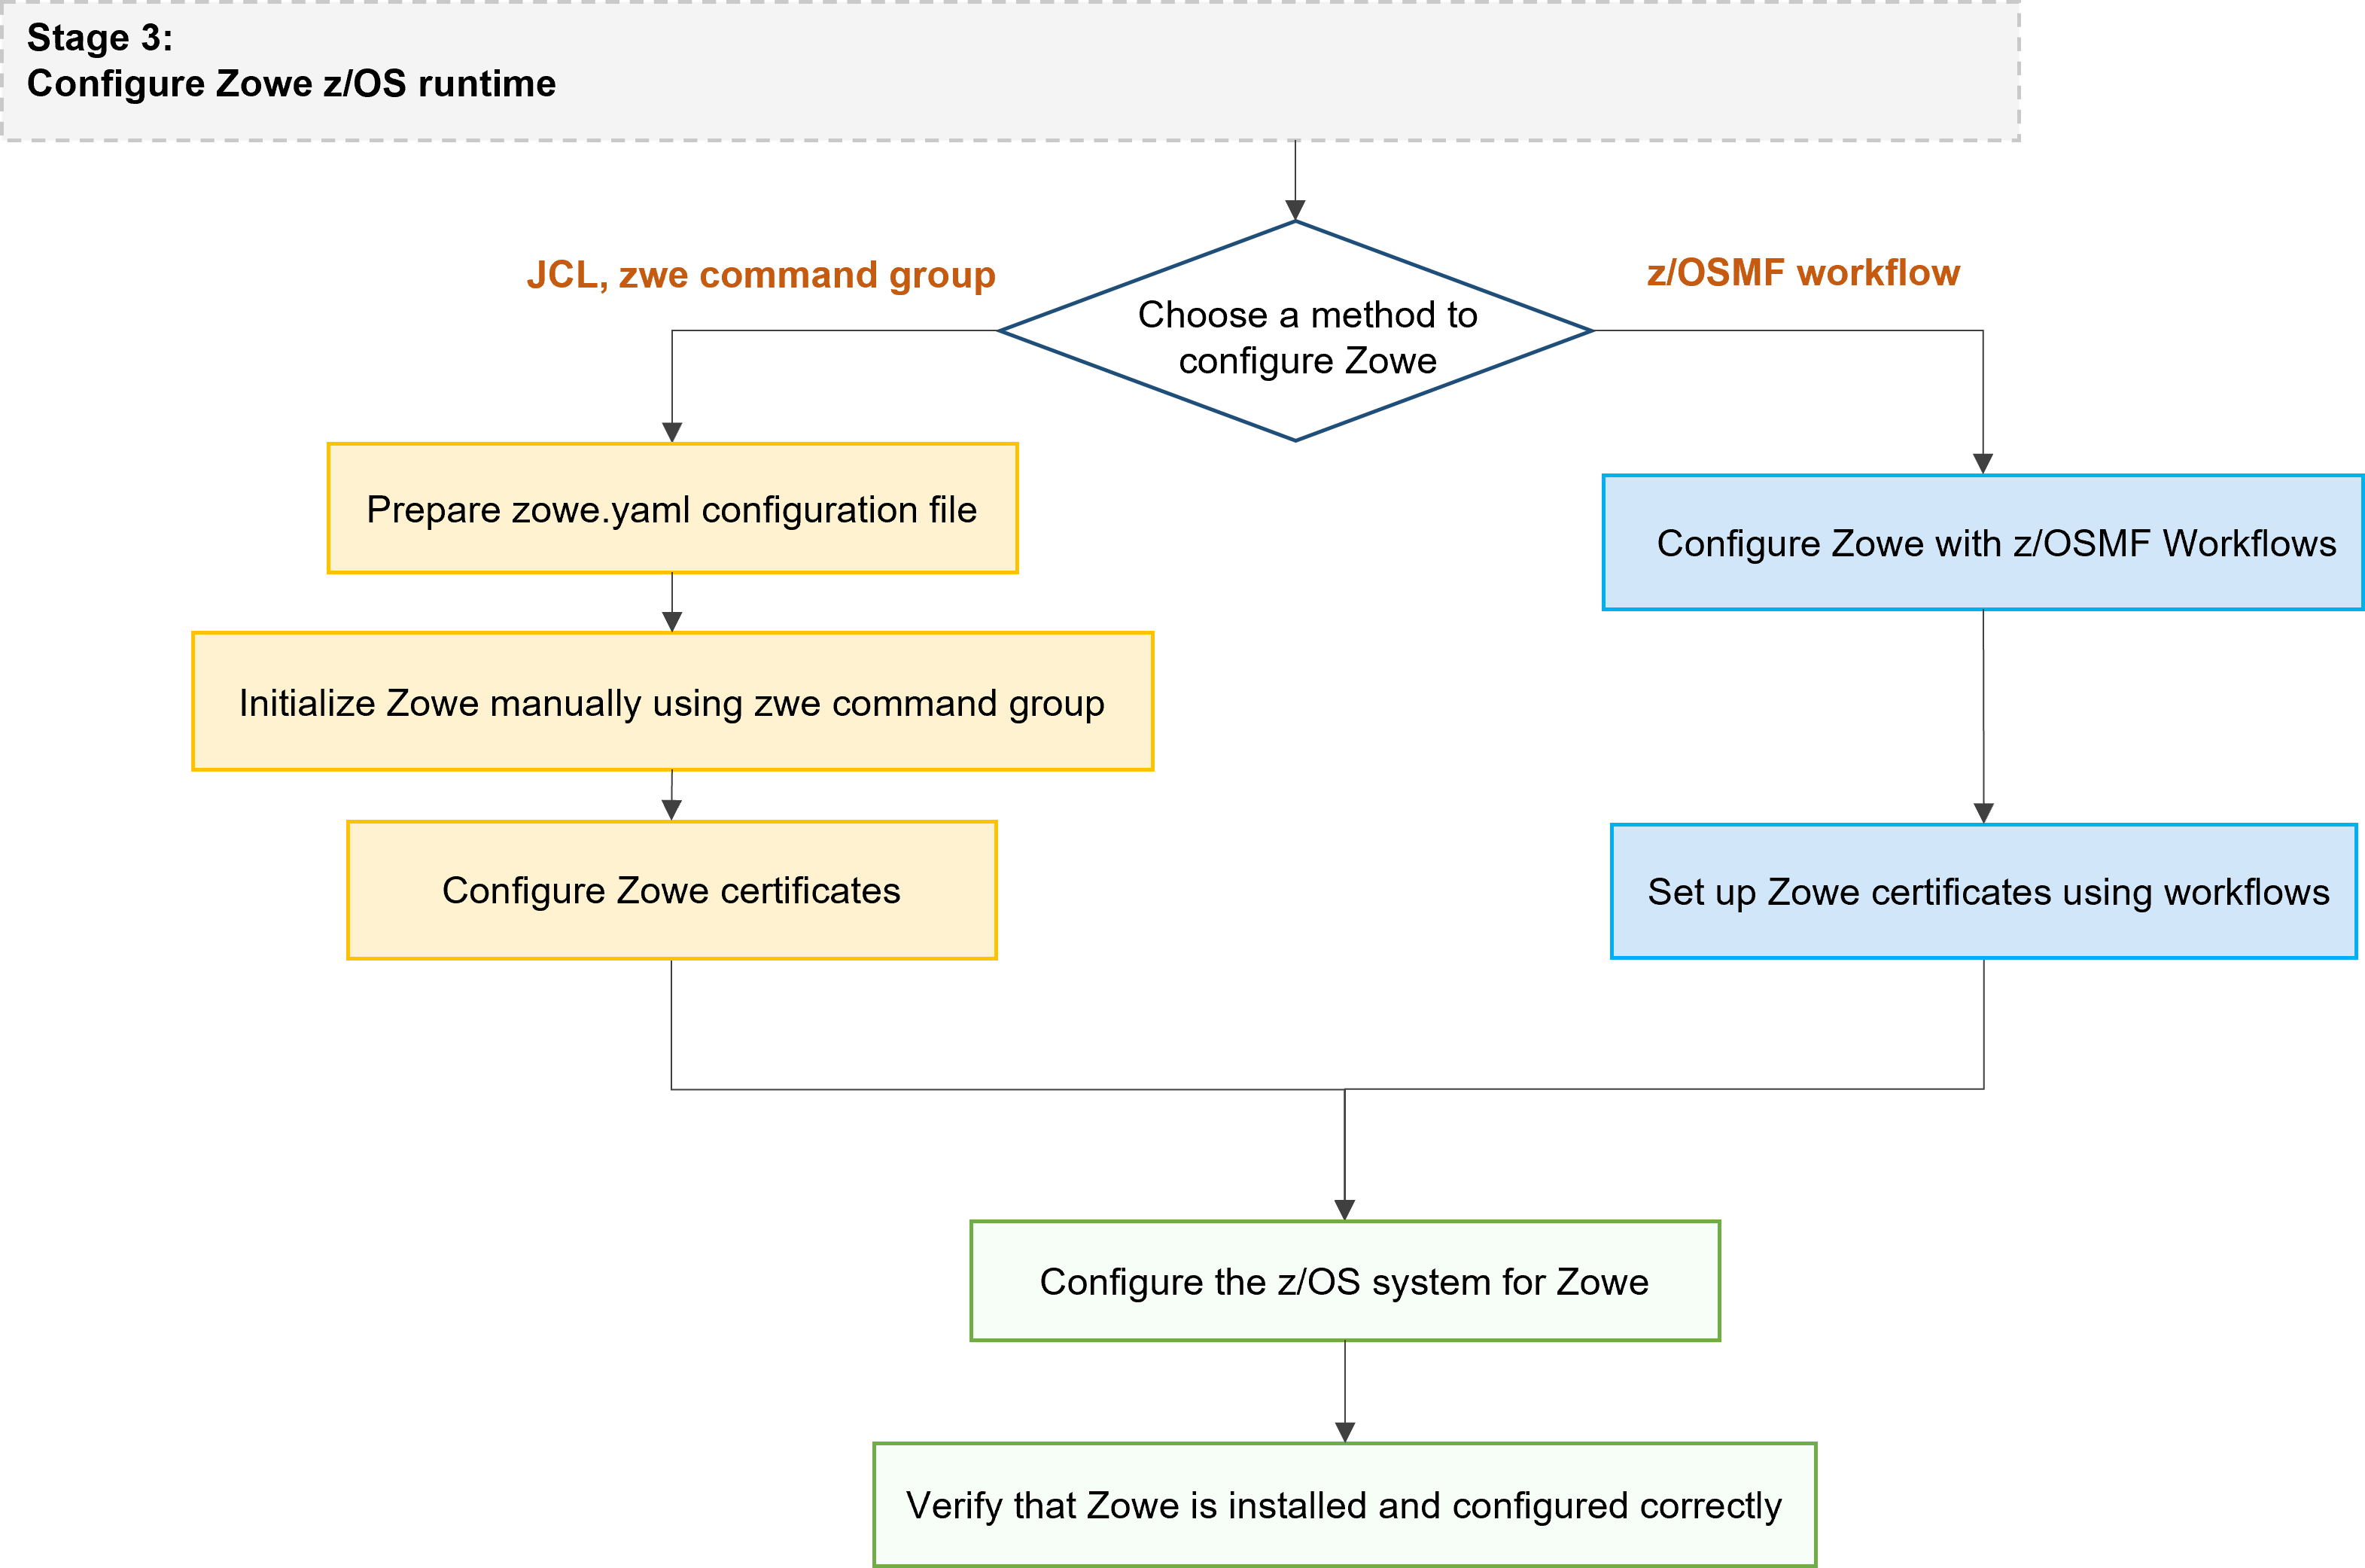 Stage 3:
Configure Zowe z/OS runtime
JCL, zwe command group
z/OSMF workflow
Choose a method to
configure Zowe
Prepare zowe.yaml configuration file
Configure Zowe with z/OSMF Workflows
Initialize Zowe manually using zwe command group
Configure Zowe certificates
Set up Zowe certificates using workflows
Configure the z/OS system for Zowe
Verify that Zowe is installed and configured correctly